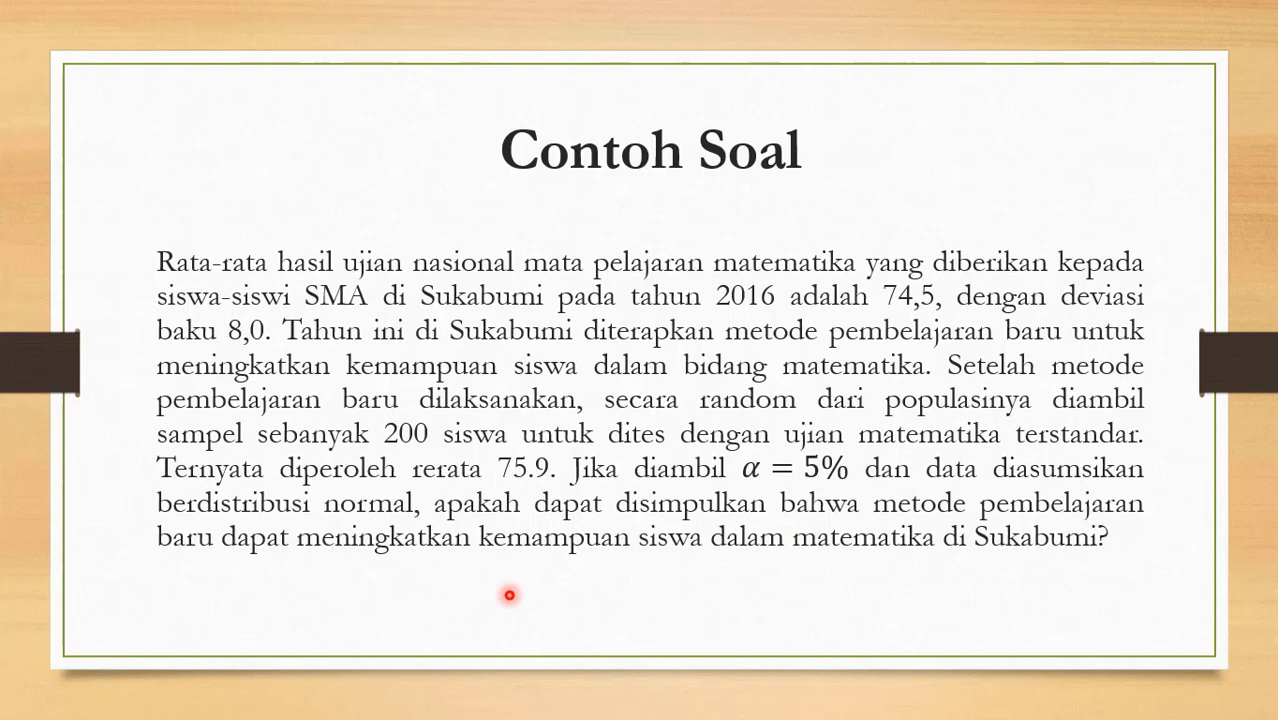 Contoh Soal
Rata-rata hasil ujian nasional mata pelajaran matematika yang diberikan kepada
siswa-siswi SMA di Sukabumi pada tahun 2016 adalah 74,5, dengan deviasi
baku 8,0. Tahun ini di Sukabumi diterapkan metode pembelajaran baru untuk
meningkatkan kemampuan siswa dalam bidang matematika. Setelah metode
pembelajaran baru dilaksanakan, secara random dari populasinya diambil
sampel sebanyak 200 siswa untuk dites dengan ujian matematika terstandar.
Ternyata diperoleh rerata 75.9. Jika diambil 𝛼 = 5% dan data diasumsikan
berdistribusi normal, apakah dapat disimpulkan bahwa metode pembelajaran
baru dapat meningkatkan kemampuan siswa dalam matematika di Sukabumi?